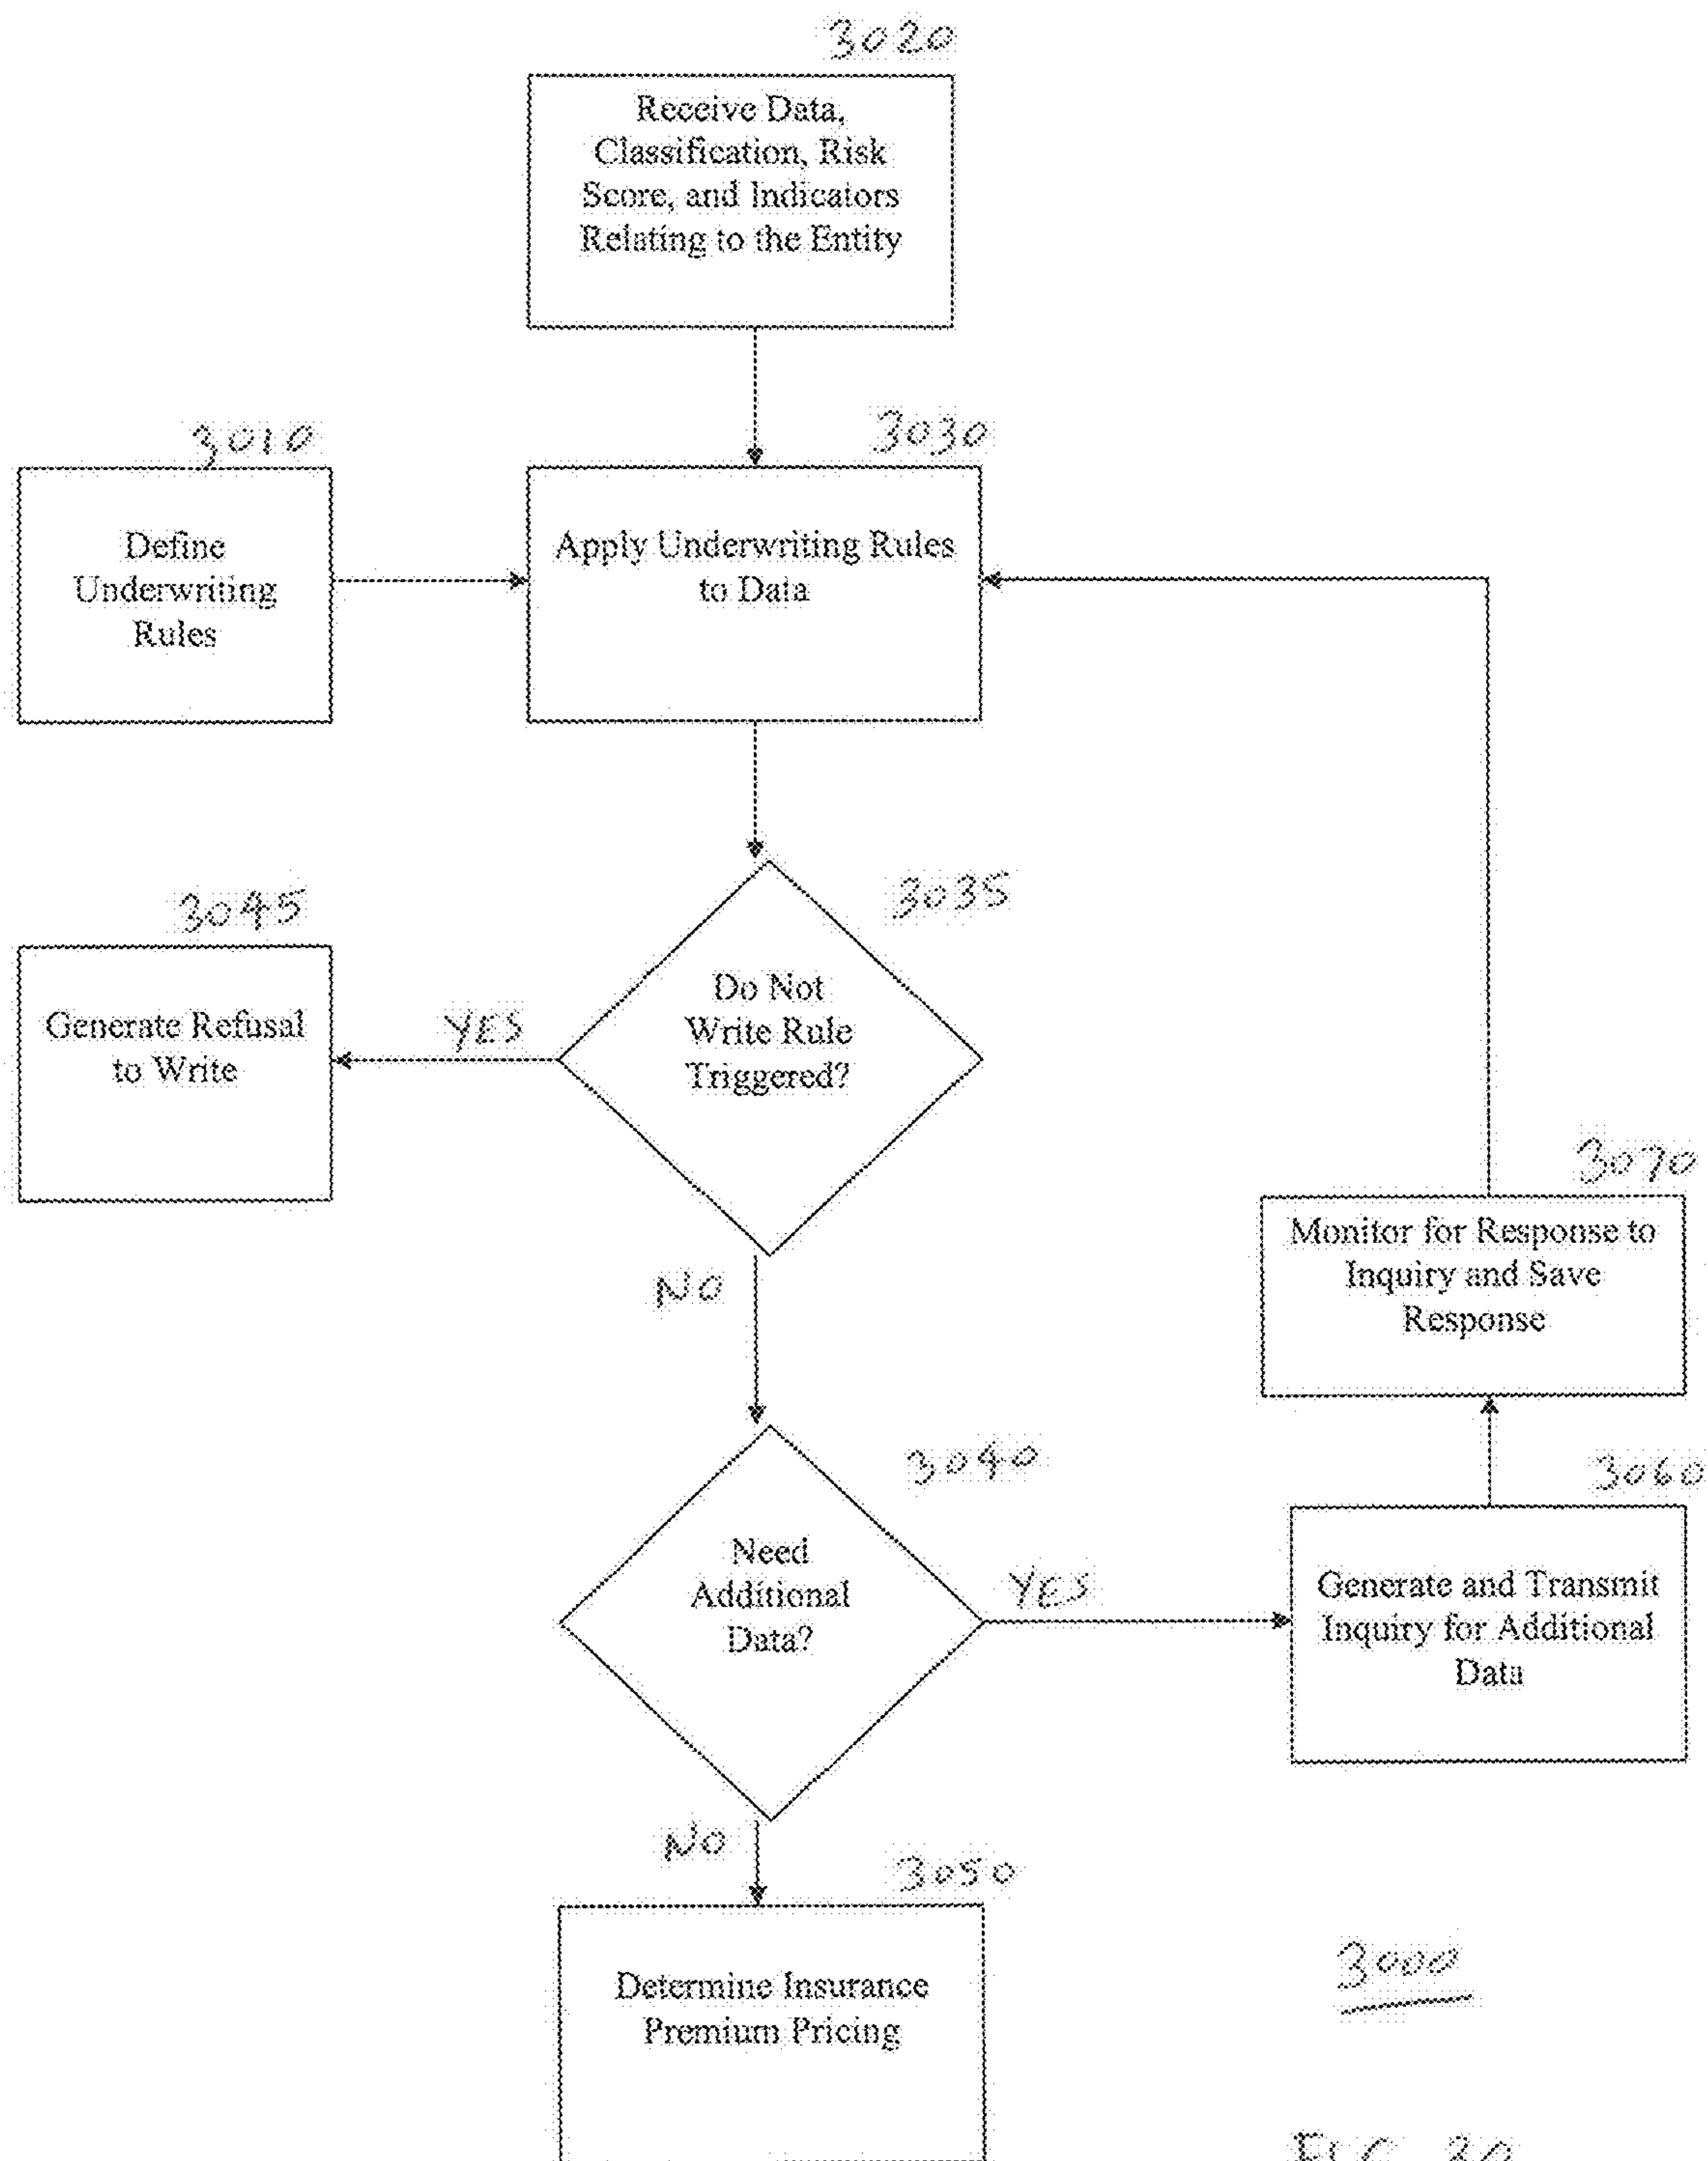 3020
Receive Data,
Classification, Risk
Score, and Indicators
Relating to the Entity
3010
3030
Define
Underwriting
Rules
Apply Underwriting Rules
to Data
3045
3035
Generate Refusal
to Write
YES
Do Not
Write Rule
Triggered?
3070
Monitor for Response to
Inquiry and Save
Response
NO
3040
3060
Need
Additional
Data?
YES
Generate and Transmit
Inquiry for Additional
Data
NO
3050
Determine Insurance
Premium Pricing
3000
FIG. 30